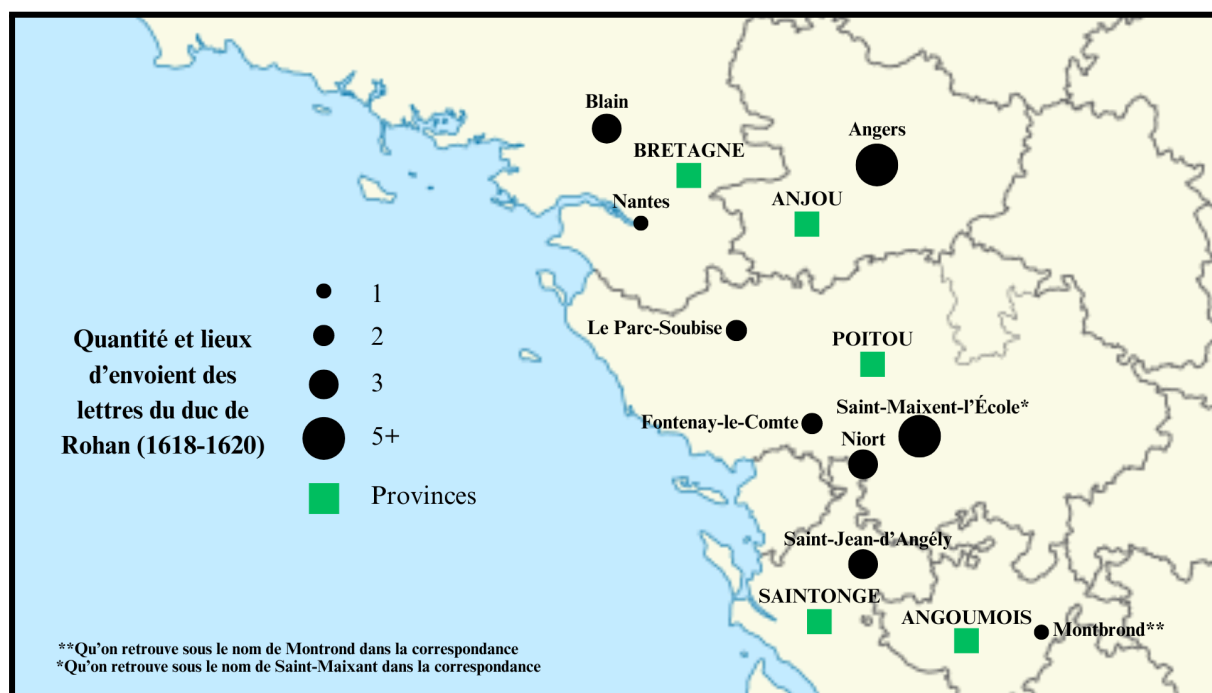 Blain
Angers
BRETAGNE
Nantes
ANJOU
1
2
3
5+
Provinces
Quantité et lieux
d’envoient des
lettres du duc de
Rohan (1618-1620)
Le Parc-Soubise
POITOU
Fontenay-le-Comte
Saint-Maixent-l’École*
Niort
Saint-Jean-d’Angély
SAINTONGE
ANGOUMOIS
Montbrond**
**Qu’on retrouve sous le nom de Montrond dans la correspondance
*Qu’on retrouve sous le nom de Saint-Maixant dans la correspondance